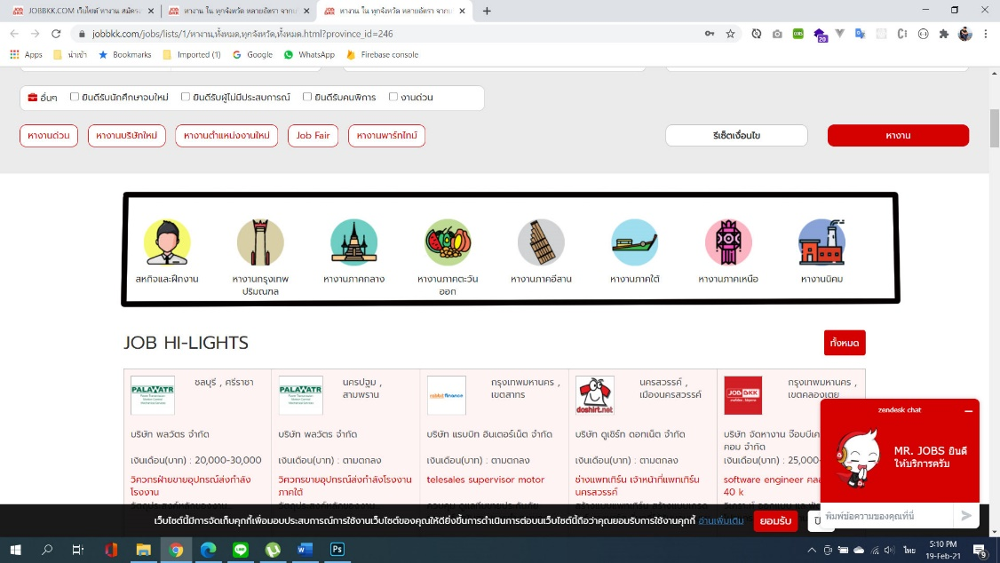 JOBBKK.COM เว็บไซต์ หางาน สมัคร
หางาน ใน ทุกจังหวัด หลายอัตรา จากบ
หางาน ใน ทุกจังหวัด หลายอัตรา จากบ
jobbkk.com/jobs/lists/1/หางาน,ทั้งหมด,ทุกจังหวัด,ทั้งหมด.html?province_id=246
Apps น่าเข้า Bookmarks Imported (1) Google WhatsApp Firebase console
อื่นๆ ยินดีรับนักศึกษาจบใหม่ ยินดีรับผู้ไม่มีประสบการณ์ ยินดีรับคนพิการ งานด่วน
หางานด่วน หางานบริษัทใหม่ หางานตำแหน่งงานใหม่ Job Fair หางานพาร์ทไทม์ รีเซ็ตเงื่อนไข หางาน
สหกิจและฝึกงาน หางานกรุงเทพ หางานภาคกลาง หางานภาคตะวัน หางานภาคอีสาน หางานภาคใต้ หางานภาคเหนือ หางานนิคม
ปริมณฑล ออก
JOB HI-LIGHTS ทั้งหมด
PALAWATR ชลบุรี , ศรีราชา
PALAWATR นครปฐม ,
สามพราน
rabbit finance กรุงเทพมหานคร ,
เขตสาทร
doshirt.net นครสวรรค์ ,
เมืองนครสวรรค์
JOB BKK กรุงเทพมหานคร ,
เขตคลองเตย
บริษัท พลวัตร จำกัด
บริษัท พลวัตร จำกัด
บริษัท แรบบิท อินเตอร์เน็ต จำกัด
บริษัท ดูเชิร์ท ดอทเน็ต จำกัด
บริษัท จัดหางาน จ๊อบบีเค
คอม จำกัด
เงินเดือน(บาท) : 20,000-30,000
เงินเดือน(บาท) : ตามตกลง
เงินเดือน(บาท) : ตามตกลง
เงินเดือน(บาท) : ตามตกลง
เงินเดือน(บาท) : 25,000-
วิศวกรฝ่ายขายอุปกรณ์ส่งกำลัง
โรงงาน
วิศวกรขายอุปกรณ์ส่งกำลังโรงงาน
ภาคใต้
telesales supervisor motor
ช่างแพทเทิร์น เจ้าหน้าที่แพทเทิร์น
นครสวรรค์
software engineer คลอ
40 k
zendesk chat
MR. JOBS ยินดี
ให้บริการครับ
พิมพ์ข้อความของคุณที่นี่
เว็บไซต์นี้มีการจัดเก็บคุกกี้เพื่อมอบประสบการณ์การใช้งานเว็บไซต์ของคุณให้ดียิ่งขึ้นการดำเนินการต่อบนเว็บไซต์นี้ถือว่าคุณยอมรับการใช้งานคุกกี้ อ่านเพิ่มเติม ยอมรับ
ไทย
5:10 PM
19-Feb-21